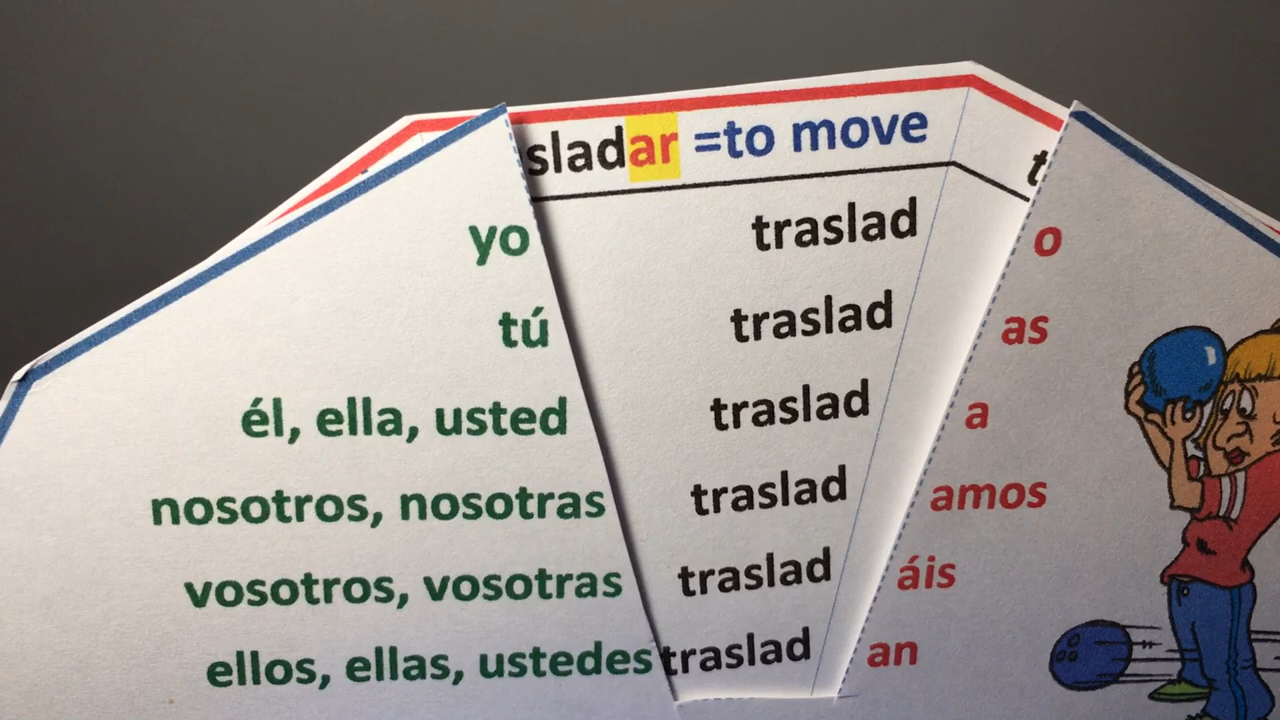 sladar =to move t
yo traslad o
tú traslad as
él, ella, usted traslad a
nosotros, nosotras traslad amos
vosotros, vosotras traslad áis
ellos, ellas, ustedes traslad an